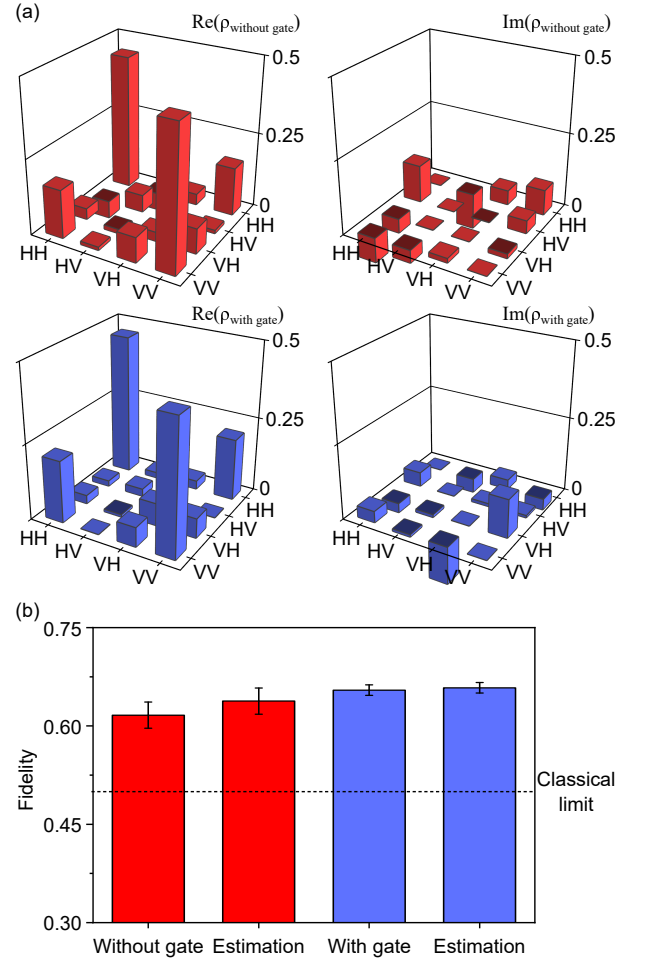 (a)
Re(ρwithout gate)
Im(ρwithout gate)
0.5
0.25
0
HH
HV
VH
VV
HH
HV
VH
VV
0.5
0.25
0
HH
HV
VH
VV
HH
HV
VH
VV
Re(ρwith gate)
Im(ρwith gate)
0.5
0.25
0
HH
HV
VH
VV
HH
HV
VH
VV
0.5
0.25
0
HH
HV
VH
VV
HH
HV
VH
VV
(b)
0.75
0.60
0.45
0.30
Fidelity
Classical
limit
Without gate
Estimation
With gate
Estimation